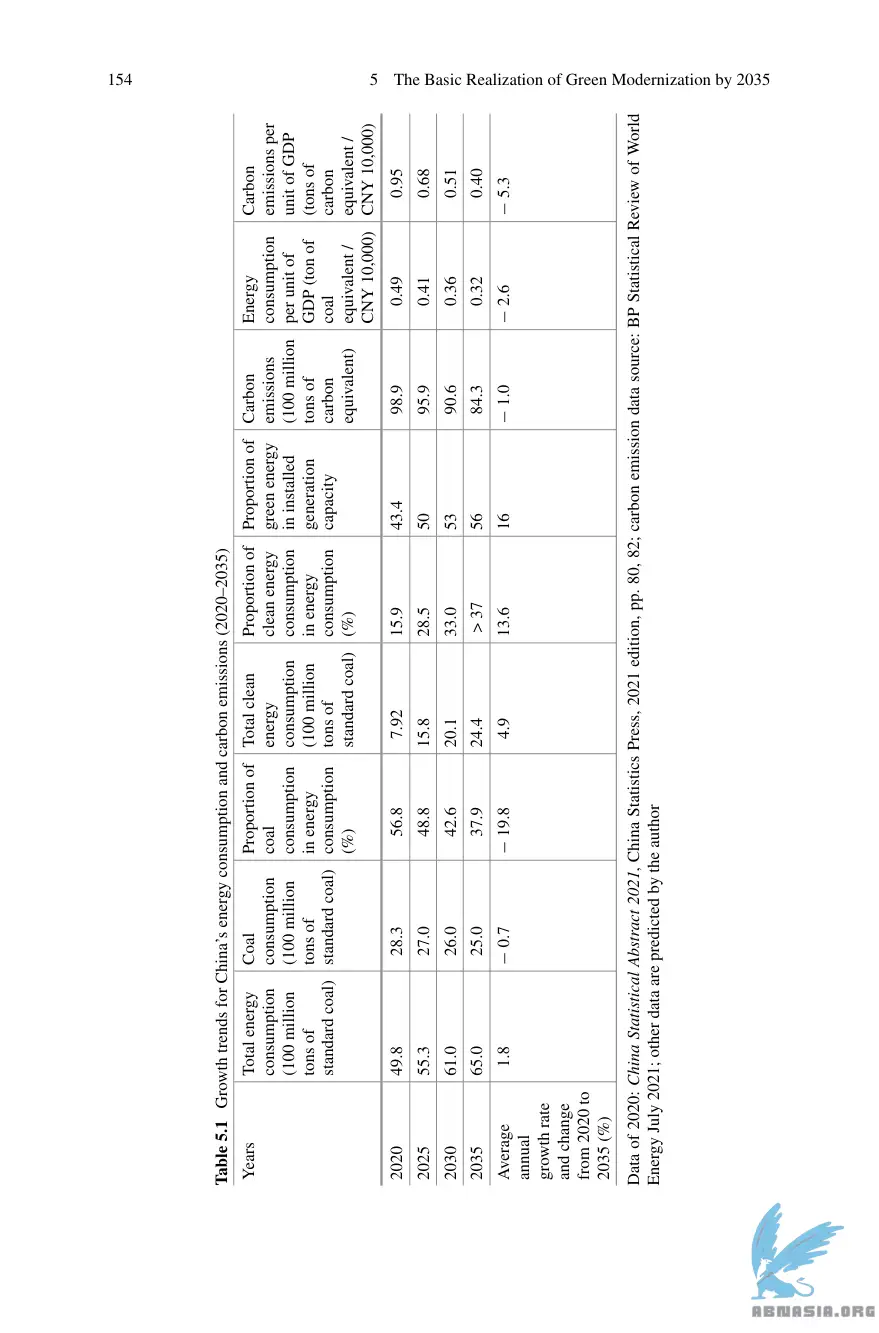 154
5 The Basic Realization of Green Modernization by 2035
Table 5.1 Growth trends for China’s energy consumption and carbon emissions (2020–2035)
Years
Total energy
consumption
(100 million
tons of
standard coal)
Coal
consumption
(100 million
tons of
standard coal)
Proportion of
coal
consumption
in energy
consumption
(%)
Total clean
energy
consumption
(100 million
tons of
standard coal)
Proportion of
clean energy
consumption
in energy
consumption
(%)
Proportion of
green energy
in installed
generation
capacity
Carbon
emissions
(100 million
tons of
carbon
equivalent)
Energy
consumption
per unit of
GDP (ton of
coal
equivalent /
CNY 10,000)
Carbon
emissions per
unit of GDP
(tons of
carbon
equivalent /
CNY 10,000)
2020 49.8 28.3 56.8 7.92 15.9 43.4 98.9 0.49 0.95
2025 55.3 27.0 48.8 15.8 28.5 50 95.9 0.41 0.68
2030 61.0 26.0 42.6 20.1 33.0 53 90.6 0.36 0.51
2035 65.0 25.0 37.9 24.4 > 37 56 84.3 0.32 0.40
Average
annual
growth rate
and change
from 2020 to
2035 (%)
1.8 − 0.7 − 19.8 4.9 13.6 16 − 1.0 − 2.6 − 5.3
Data of 2020: China Statistical Abstract 2021, China Statistics Press, 2021 edition, pp. 80, 82; carbon emission data source: BP Statistical Review of World
Energy July 2021; other data are predicted by the author
ABNASIA.ORG